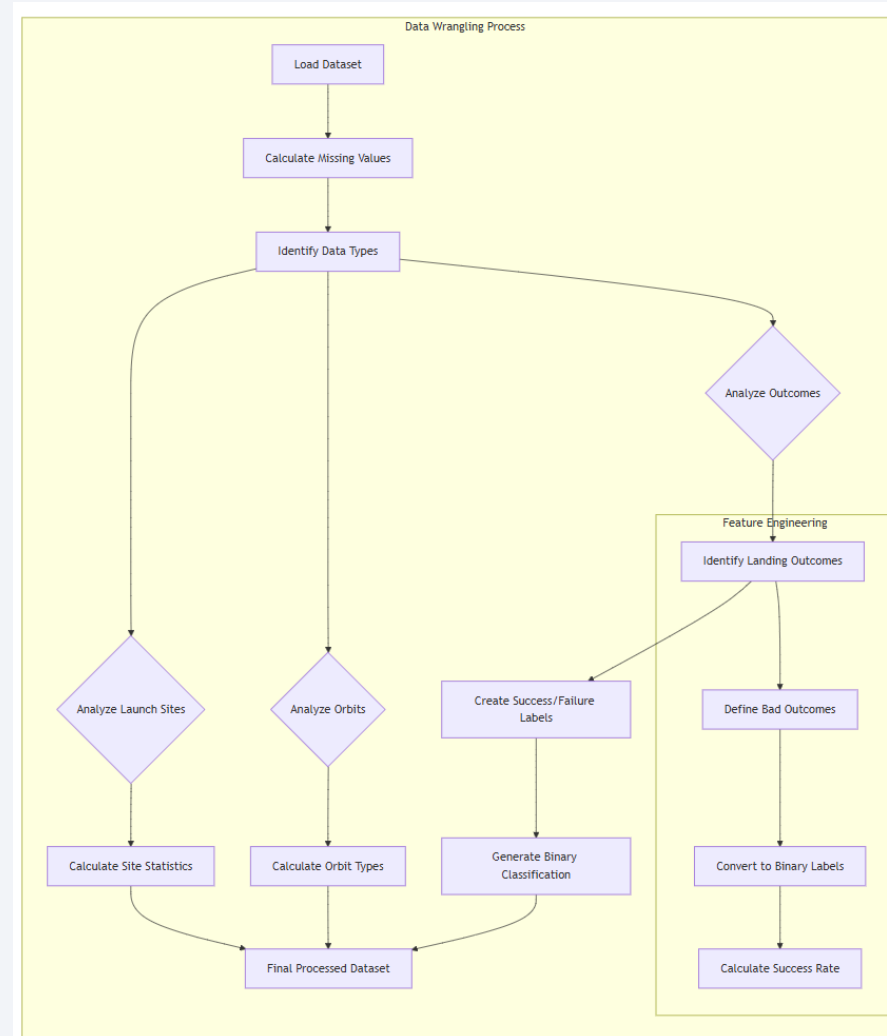 Data Wrangling Process
Load Dataset
Calculate Missing Values
Identify Data Types
Analyze Outcomes
Feature Engineering
Identify Landing Outcomes
Analyze Launch Sites
Analyze Orbits
Create Success/Failure
Labels
Define Bad Outcomes
Calculate Site Statistics
Calculate Orbit Types
Generate Binary
Classification
Convert to Binary Labels
Final Processed Dataset
Calculate Success Rate